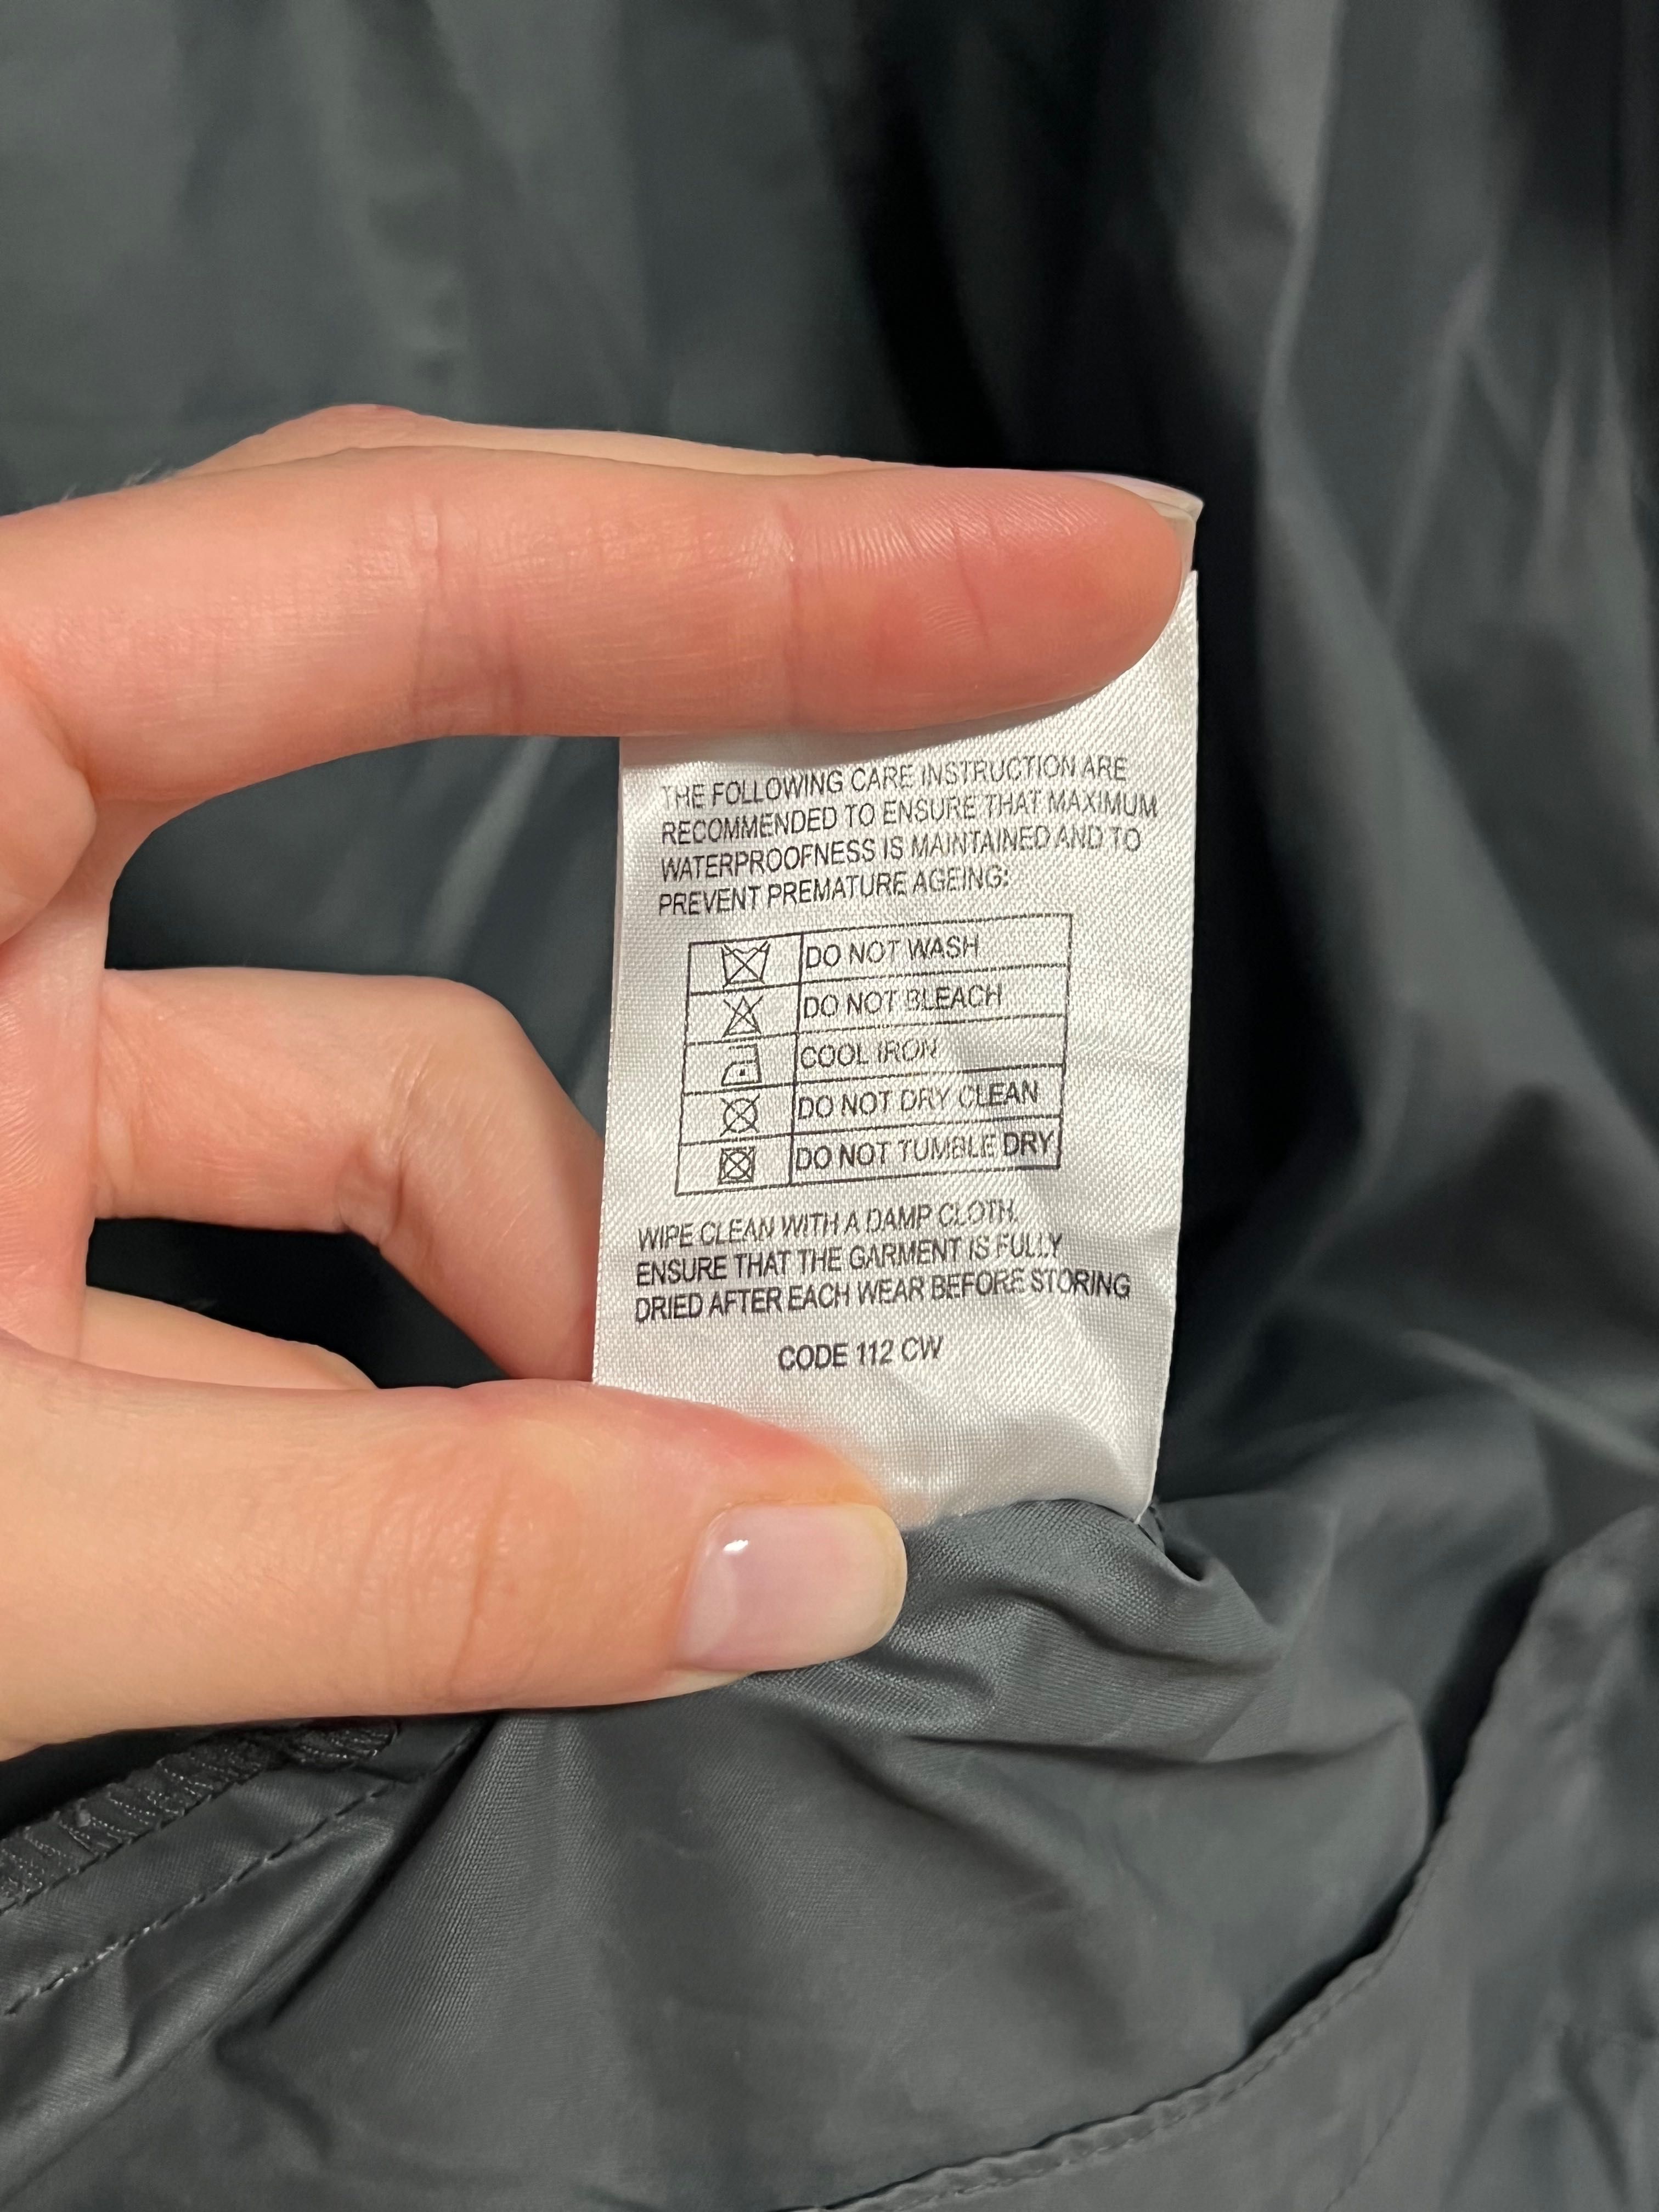 THE FOLLOWING CARE INSTRUCTION ARE
RECOMMENDED TO ENSURE THAT MAXIMUM
WATERPROOFNESS IS MAINTAINED AND TO
PREVENT PREMATURE AGEING:
DO NOT WASH
DO NOT BLEACH
COOL IRON
DO NOT DRY CLEAN
DO NOT TUMBLE DRY
WIPE CLEAN WITH A DAMP CLOTH.
ENSURE THAT THE GARMENT IS FULLY
DRIED AFTER EACH WEAR BEFORE STORING
CODE 112 CW